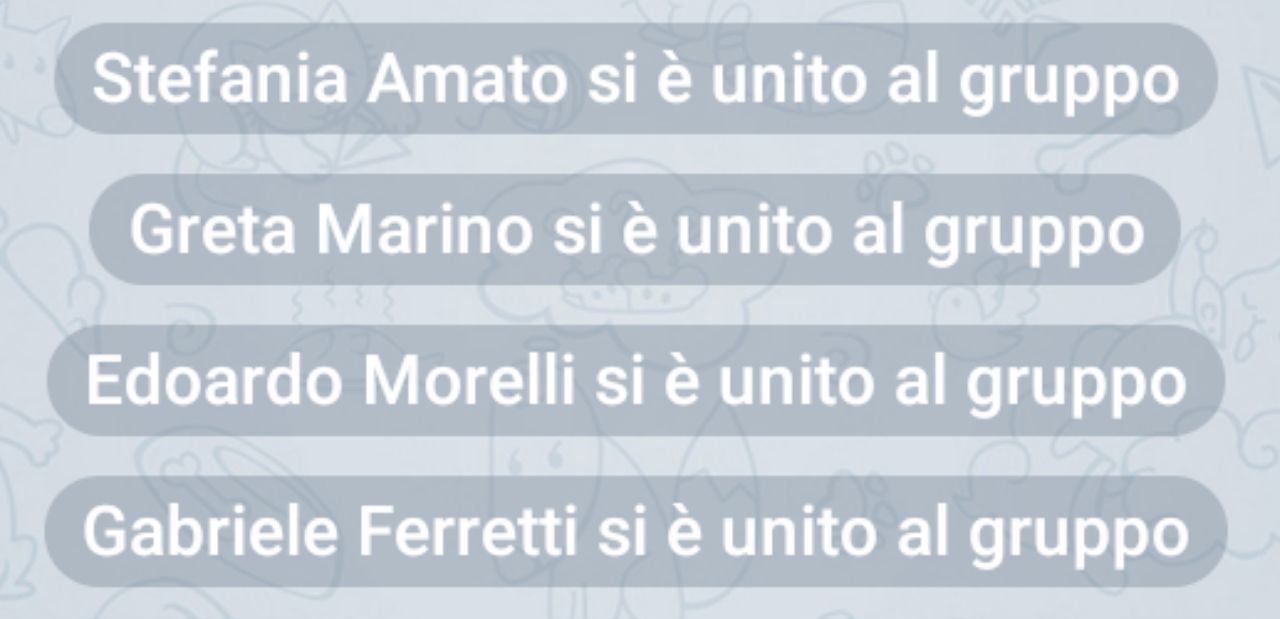 Stefania Amato si è unito al gruppo
Greta Marino si è unito al gruppo
Edoardo Morelli si è unito al gruppo
Gabriele Ferretti si è unito al gruppo